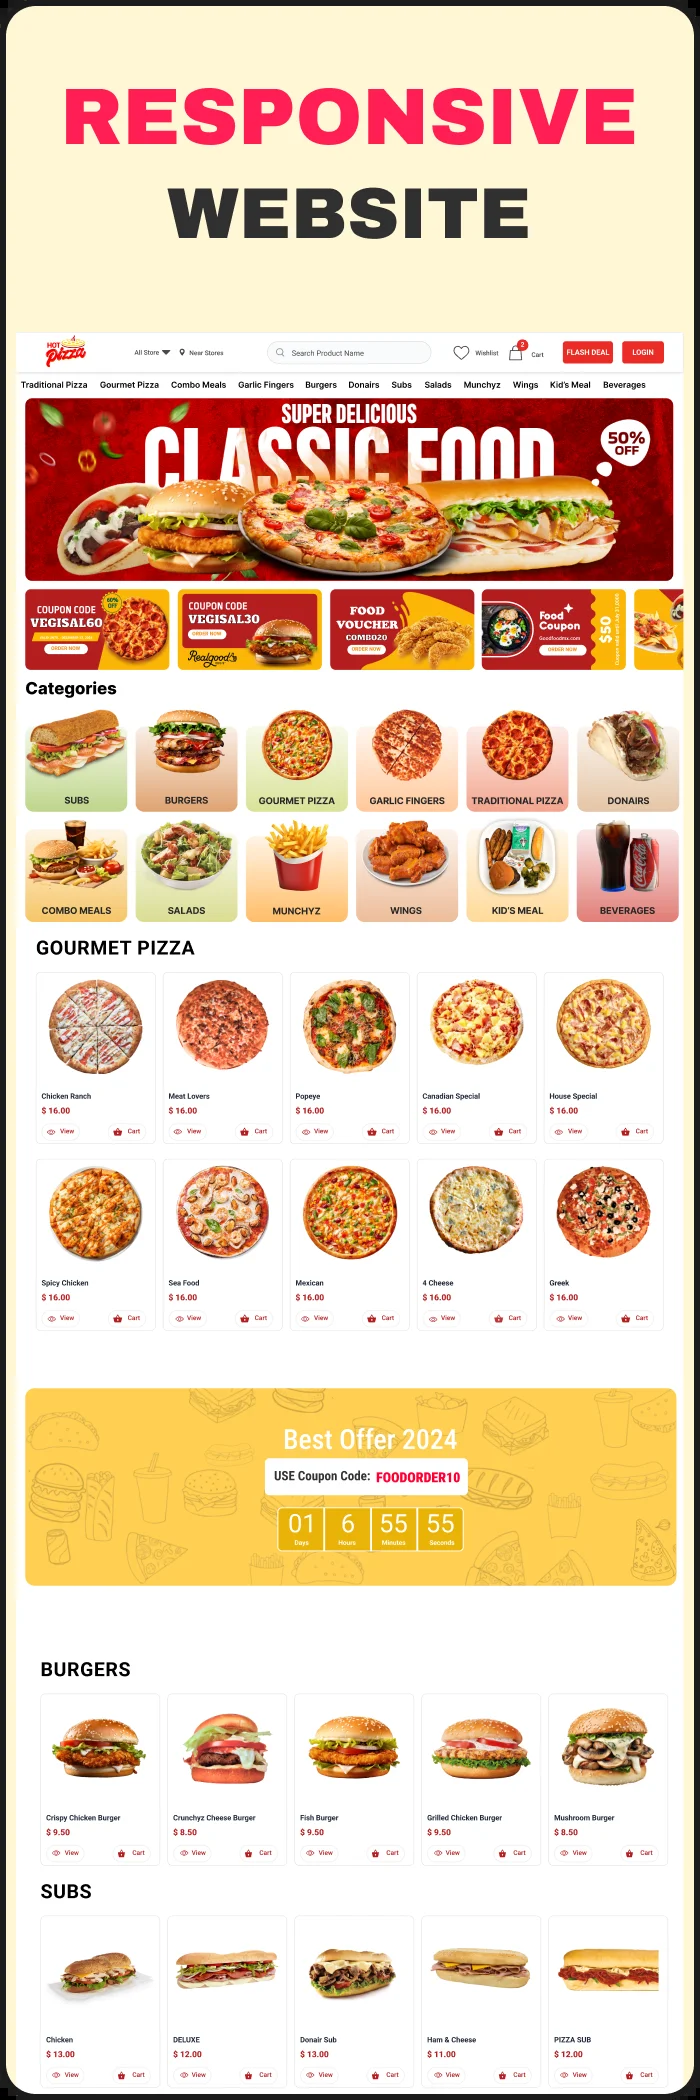 RESPONSIVE
WEBSITE
HOT
Pizza
All Store
Near Stores
Search Product Name
Wishlist
2
Cart
FLASH DEAL
LOGIN
Traditional Pizza Gourmet Pizza Combo Meals Garlic Fingers Burgers Donairs Subs Salads Munchyz Wings Kid's Meal Beverages
SUPER DELICIOUS
CLASSIC FOOD
50%
OFF
COUPON CODE
VEGISAL60
60%
OFF
ORDER NOW
COUPON CODE
VEGISAL30
ORDER NOW
Realgood's
FOOD
VOUCHER
COMBO20
ORDER NOW
Food
Coupon
Goodfoodmx.com
ORDER NOW
$50
Categories
SUBS
BURGERS
GOURMET PIZZA
GARLIC FINGERS
TRADITIONAL PIZZA
DONAIRS
COMBO MEALS
SALADS
MUNCHYZ
WINGS
KID'S MEAL
Coca-Cola
BEVERAGES
GOURMET PIZZA
Chicken Ranch
$ 16.00
View Cart
Meat Lovers
$ 16.00
View Cart
Popeye
$ 16.00
View Cart
Canadian Special
$ 16.00
View Cart
House Special
$ 16.00
View Cart
Spicy Chicken
$ 16.00
View Cart
Sea Food
$ 16.00
View Cart
Mexican
$ 16.00
View Cart
4 Cheese
$ 16.00
View Cart
Greek
$ 16.00
View Cart
Best Offer 2024
USE Coupon Code: FOODORDER10
01 6 55 55
Days Hours Minutes Seconds
BURGERS
Crispy Chicken Burger
$ 9.50
View Cart
Crunchyz Cheese Burger
$ 8.50
View Cart
Fish Burger
$ 9.50
View Cart
Grilled Chicken Burger
$ 9.50
View Cart
Mushroom Burger
$ 8.50
View Cart
SUBS
Chicken
$ 13.00
View Cart
DELUXE
$ 12.00
View Cart
Donair Sub
$ 13.00
View Cart
Ham & Cheese
$ 11.00
View Cart
PIZZA SUB
$ 12.00
View Cart